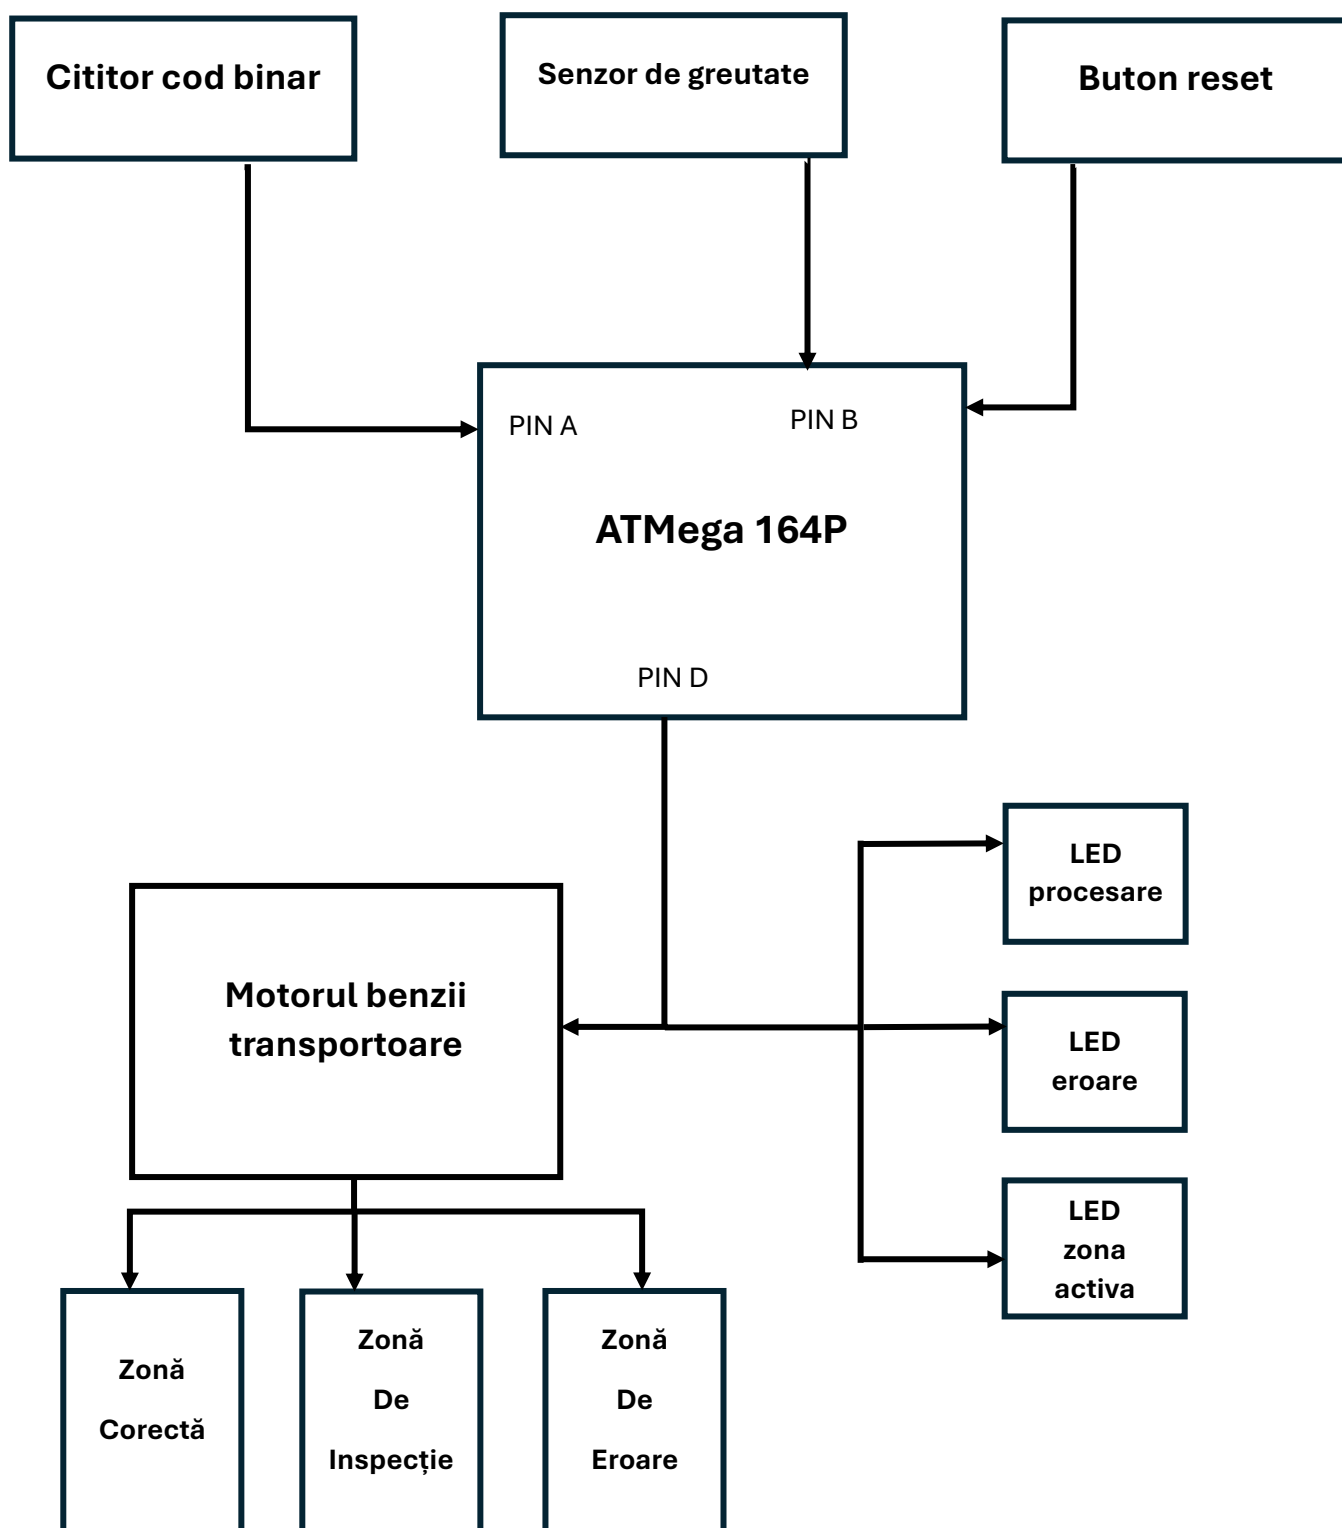 Cititor cod binar
Senzor de greutate
Buton reset
PIN A
PIN B
ATMega 164P
PIN D
LED
procesare
Motorul benzii
transportoare
LED
eroare
LED
zona
activa
Zonă
Corectă
Zonă
De
Inspecție
Zonă
De
Eroare